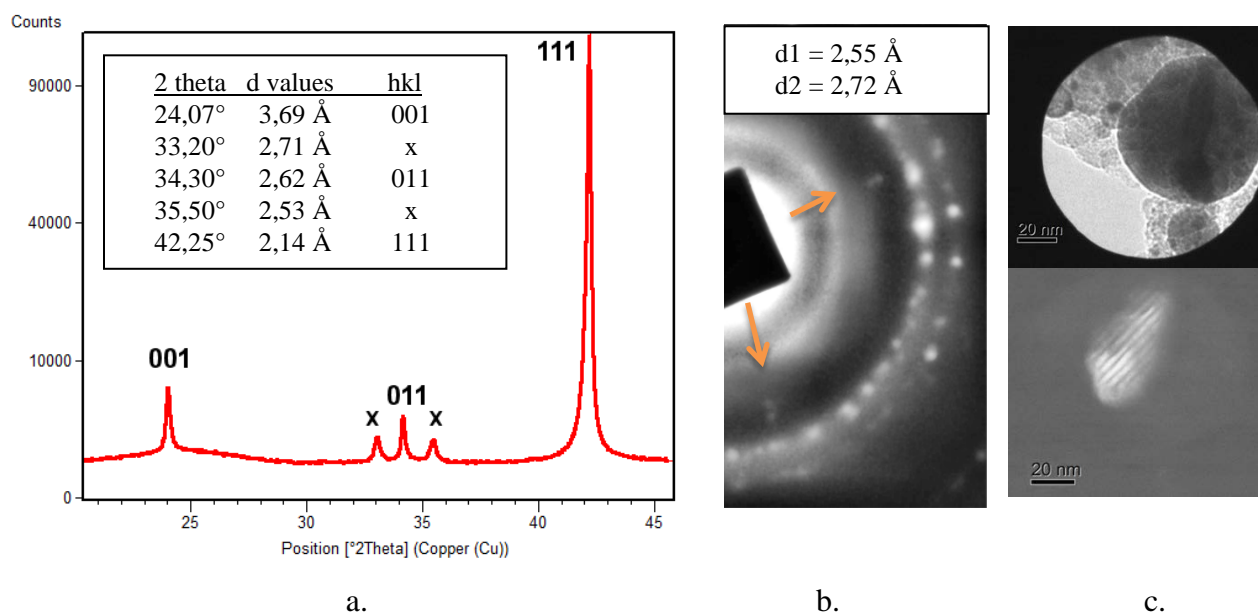 Counts
90000
40000
10000
0
2 theta d values hkl
24,07° 3,69 Å 001
33,20° 2,71 Å x
34,30° 2,62 Å 011
35,50° 2,53 Å x
42,25° 2,14 Å 111
111
001
x
011
x
25 30 35 40 45
Position [°2Theta] (Copper (Cu))
a.
d1 = 2,55 Å
d2 = 2,72 Å
b.
20 nm
20 nm
c.